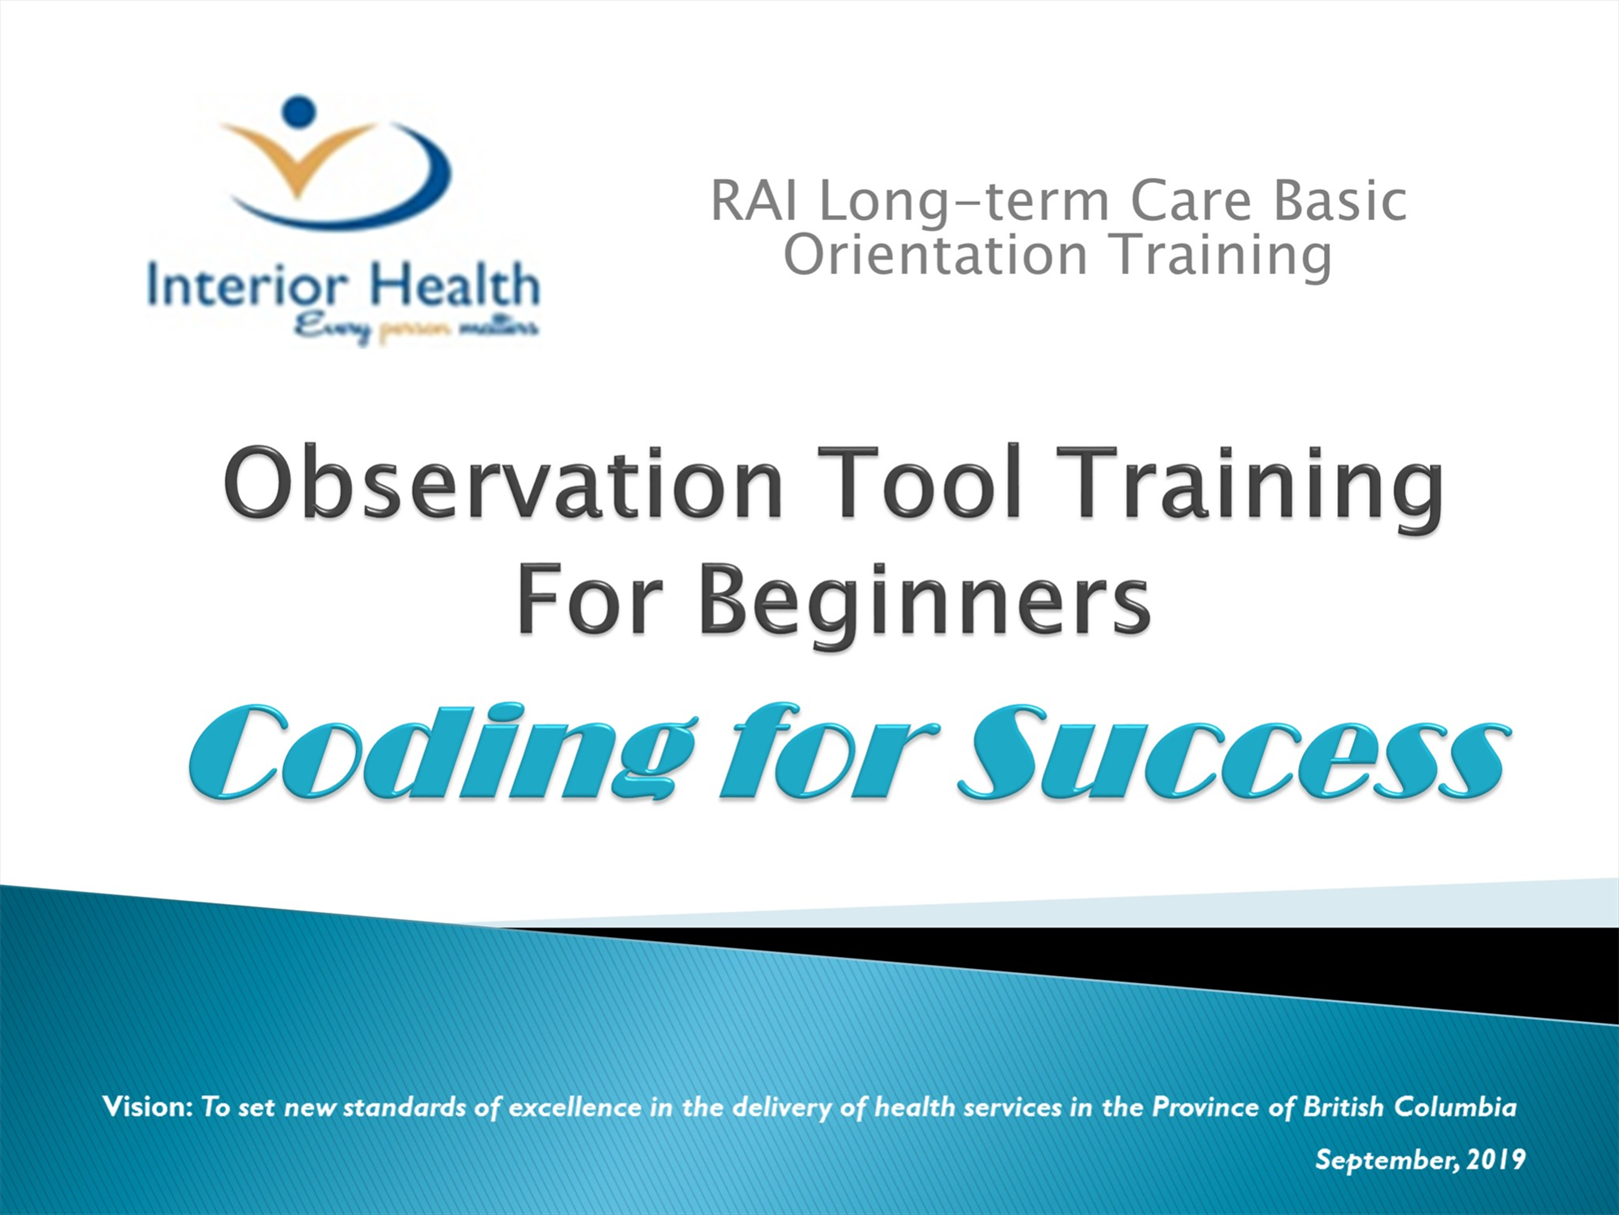 Interior Health
Every person matters
RAI Long-term Care Basic
Orientation Training
Observation Tool Training
For Beginners
Coding for Success
Vision: To set new standards of excellence in the delivery of health services in the Province of British Columbia
September, 2019